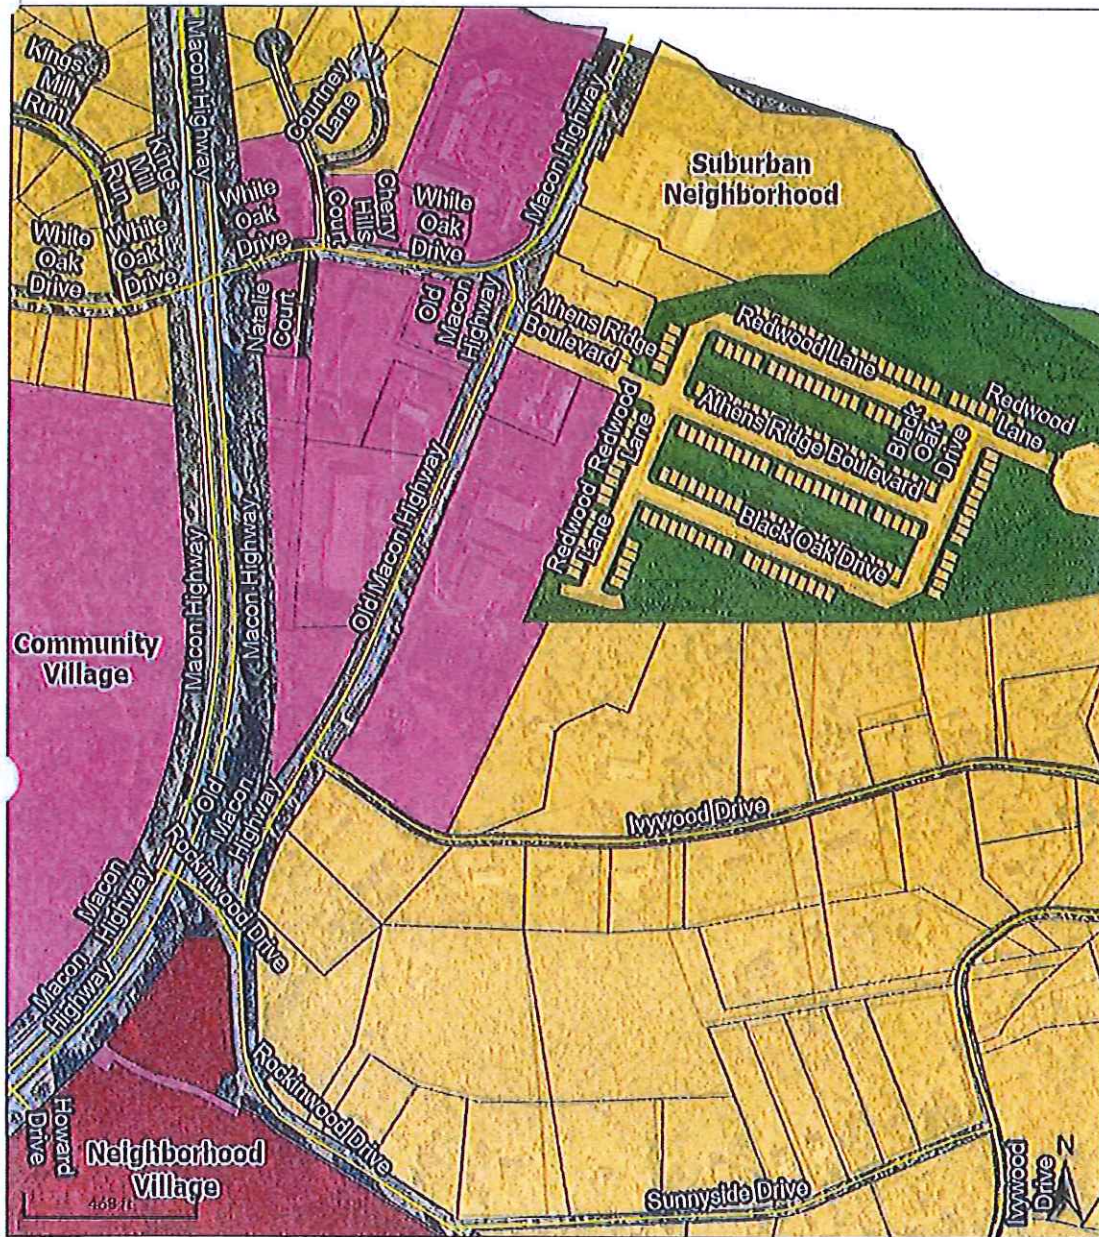 Kings
Mill
Run
Macon Highway
Courtney
Lane
Macon Highway
Suburban
Neighborhood
Kings
Mill
Run
White
Oak
Drive
White
Oak
Drive
White
Oak
Drive
Cherry
Hills
Court
White
Oak
Drive
Natalie
Court
Old
Macon
Highway
Athens Ridge
Boulevard
Redwood Lane
Redwood
Lane
Redwood
Lane
Athens Ridge Boulevard
Black
Oak
Drive
Redwood
Lane
Black Oak Drive
Macon Highway
Macon Highway
Old Macon Highway
Community
Village
Old
Macon
Highway
Ivywood Drive
Macon
Highway
Rockinwood Drive
Macon
Highway
Rockinwood Drive
Howard
Drive
Neighborhood
Village
468 ft
Sunnyside Drive
Ivywood
Drive
N